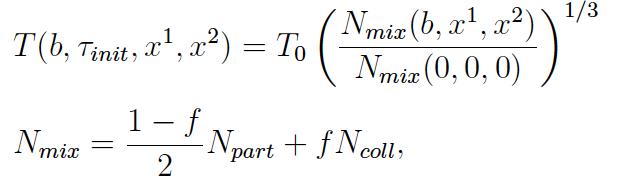 T(b, τ_{init}, x^1, x^2) = T_0 \left( \frac{N_{mix}(b, x^1, x^2)}{N_{mix}(0, 0, 0)} \right)^{1/3}
N_{mix} = \frac{1 - f}{2} N_{part} + f N_{coll},